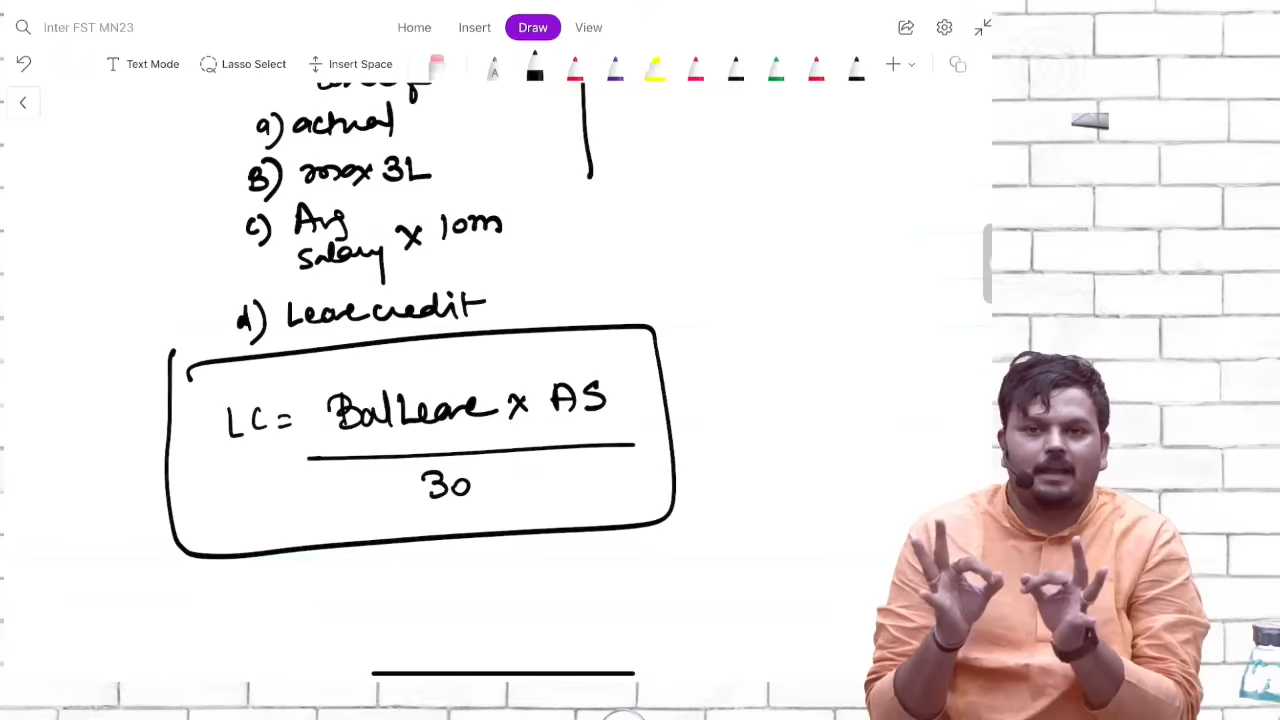 Inter FST MN23
Home Insert Draw View
Text Mode Lasso Select Insert Space
A
a) actual
B) max 3L
c) Avg salary x 10m
d) Leave credit
LC = Bal Leave x AS
30